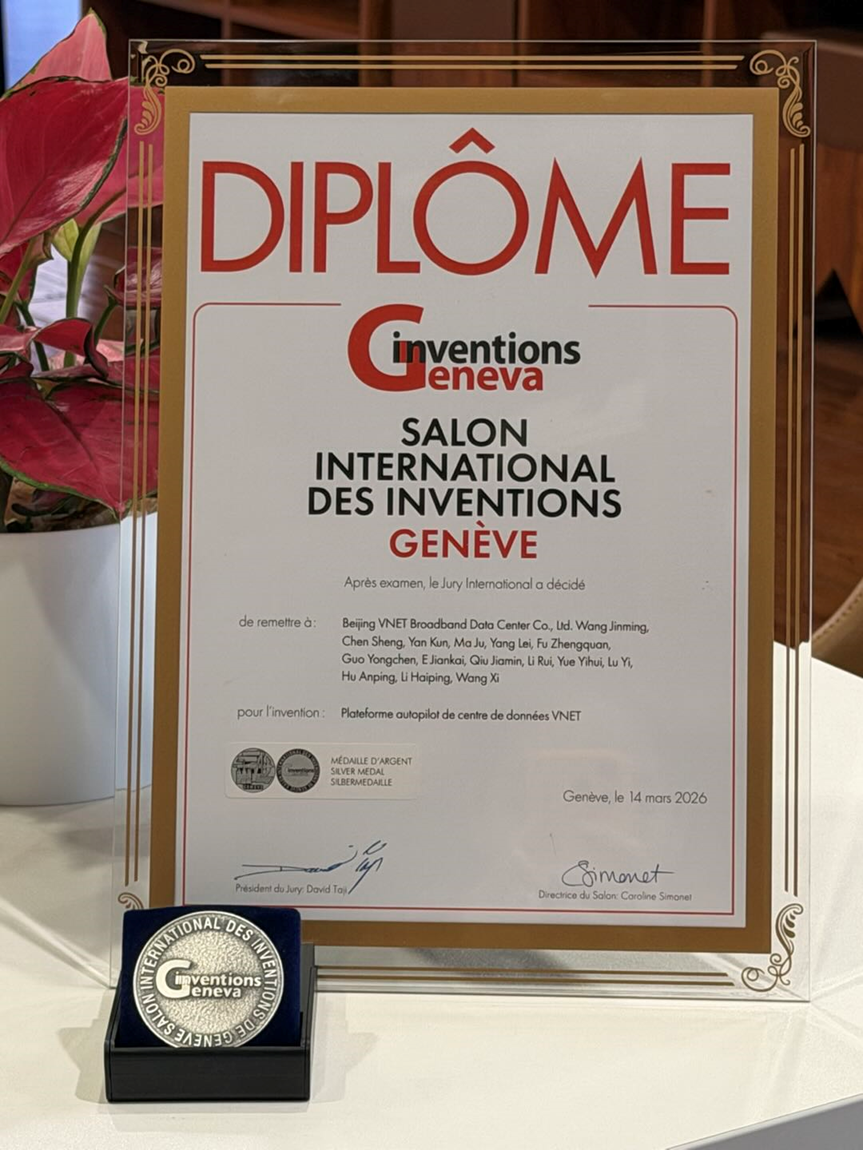 DIPLÔME
inventions
Geneva
SALON
INTERNATIONAL
DES INVENTIONS
GENÈVE
Après examen, le Jury International a décidé
de remettre à : Beijing VNET Broadband Data Center Co., Ltd. Wang Jinming,
Chen Sheng, Yan Kun, Ma Ju, Yang Lei, Fu Zhengquan,
Guo Yongchen, E Jiankai, Qiu Jiamin, Li Rui, Yue Yihui, Lu Yi,
Hu Anping, Li Haiping, Wang Xi
pour l'invention : Plateforme autopilot de centre de données VNET
MÉDAILLE D'ARGENT
SILVER MEDAL
SILBERMEDAILLE
Genève, le 14 mars 2026
Président du Jury: David Taji
Simonet
Directrice du Salon: Caroline Simonet
SALON INTERNATIONAL DES INVENTIONS DE GENÈVE
inventions
Geneva